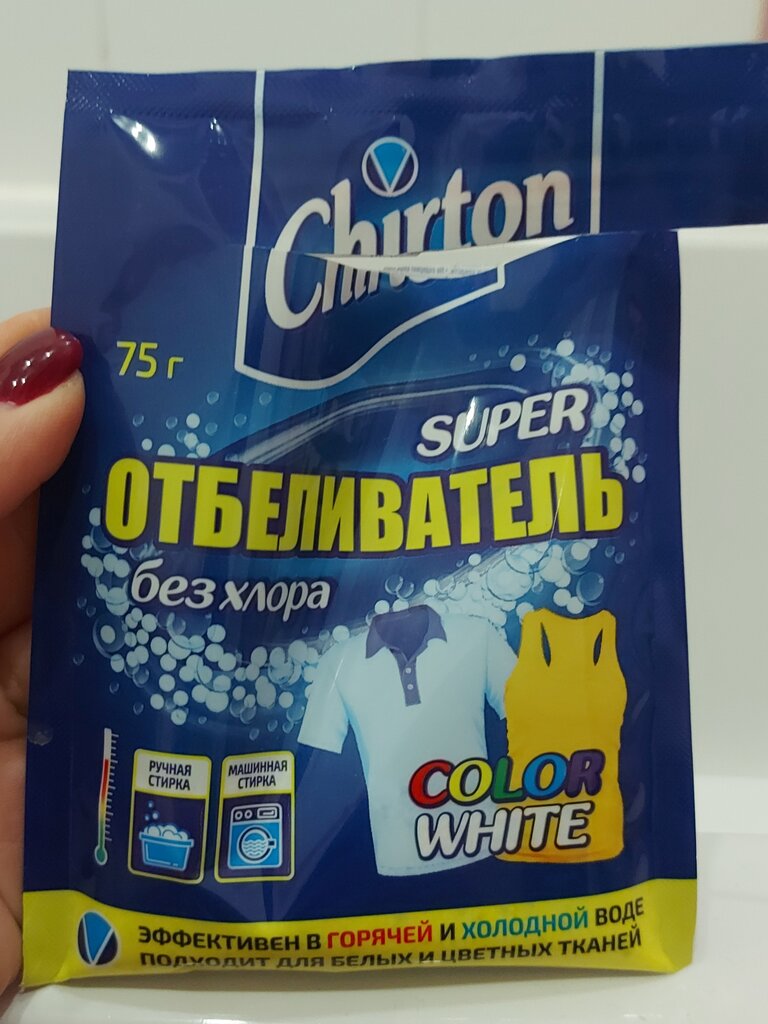 Chirton
75 г
SUPER
ОТБЕЛИВАТЕЛЬ
без хлора
РУЧНАЯ
СТИРКА
МАШИННАЯ
СТИРКА
COLOR
WHITE
ЭФФЕКТИВЕН В ГОРЯЧЕЙ И ХОЛОДНОЙ ВОДЕ
ПОДХОДИТ ДЛЯ БЕЛЫХ И ЦВЕТНЫХ ТКАНЕЙ